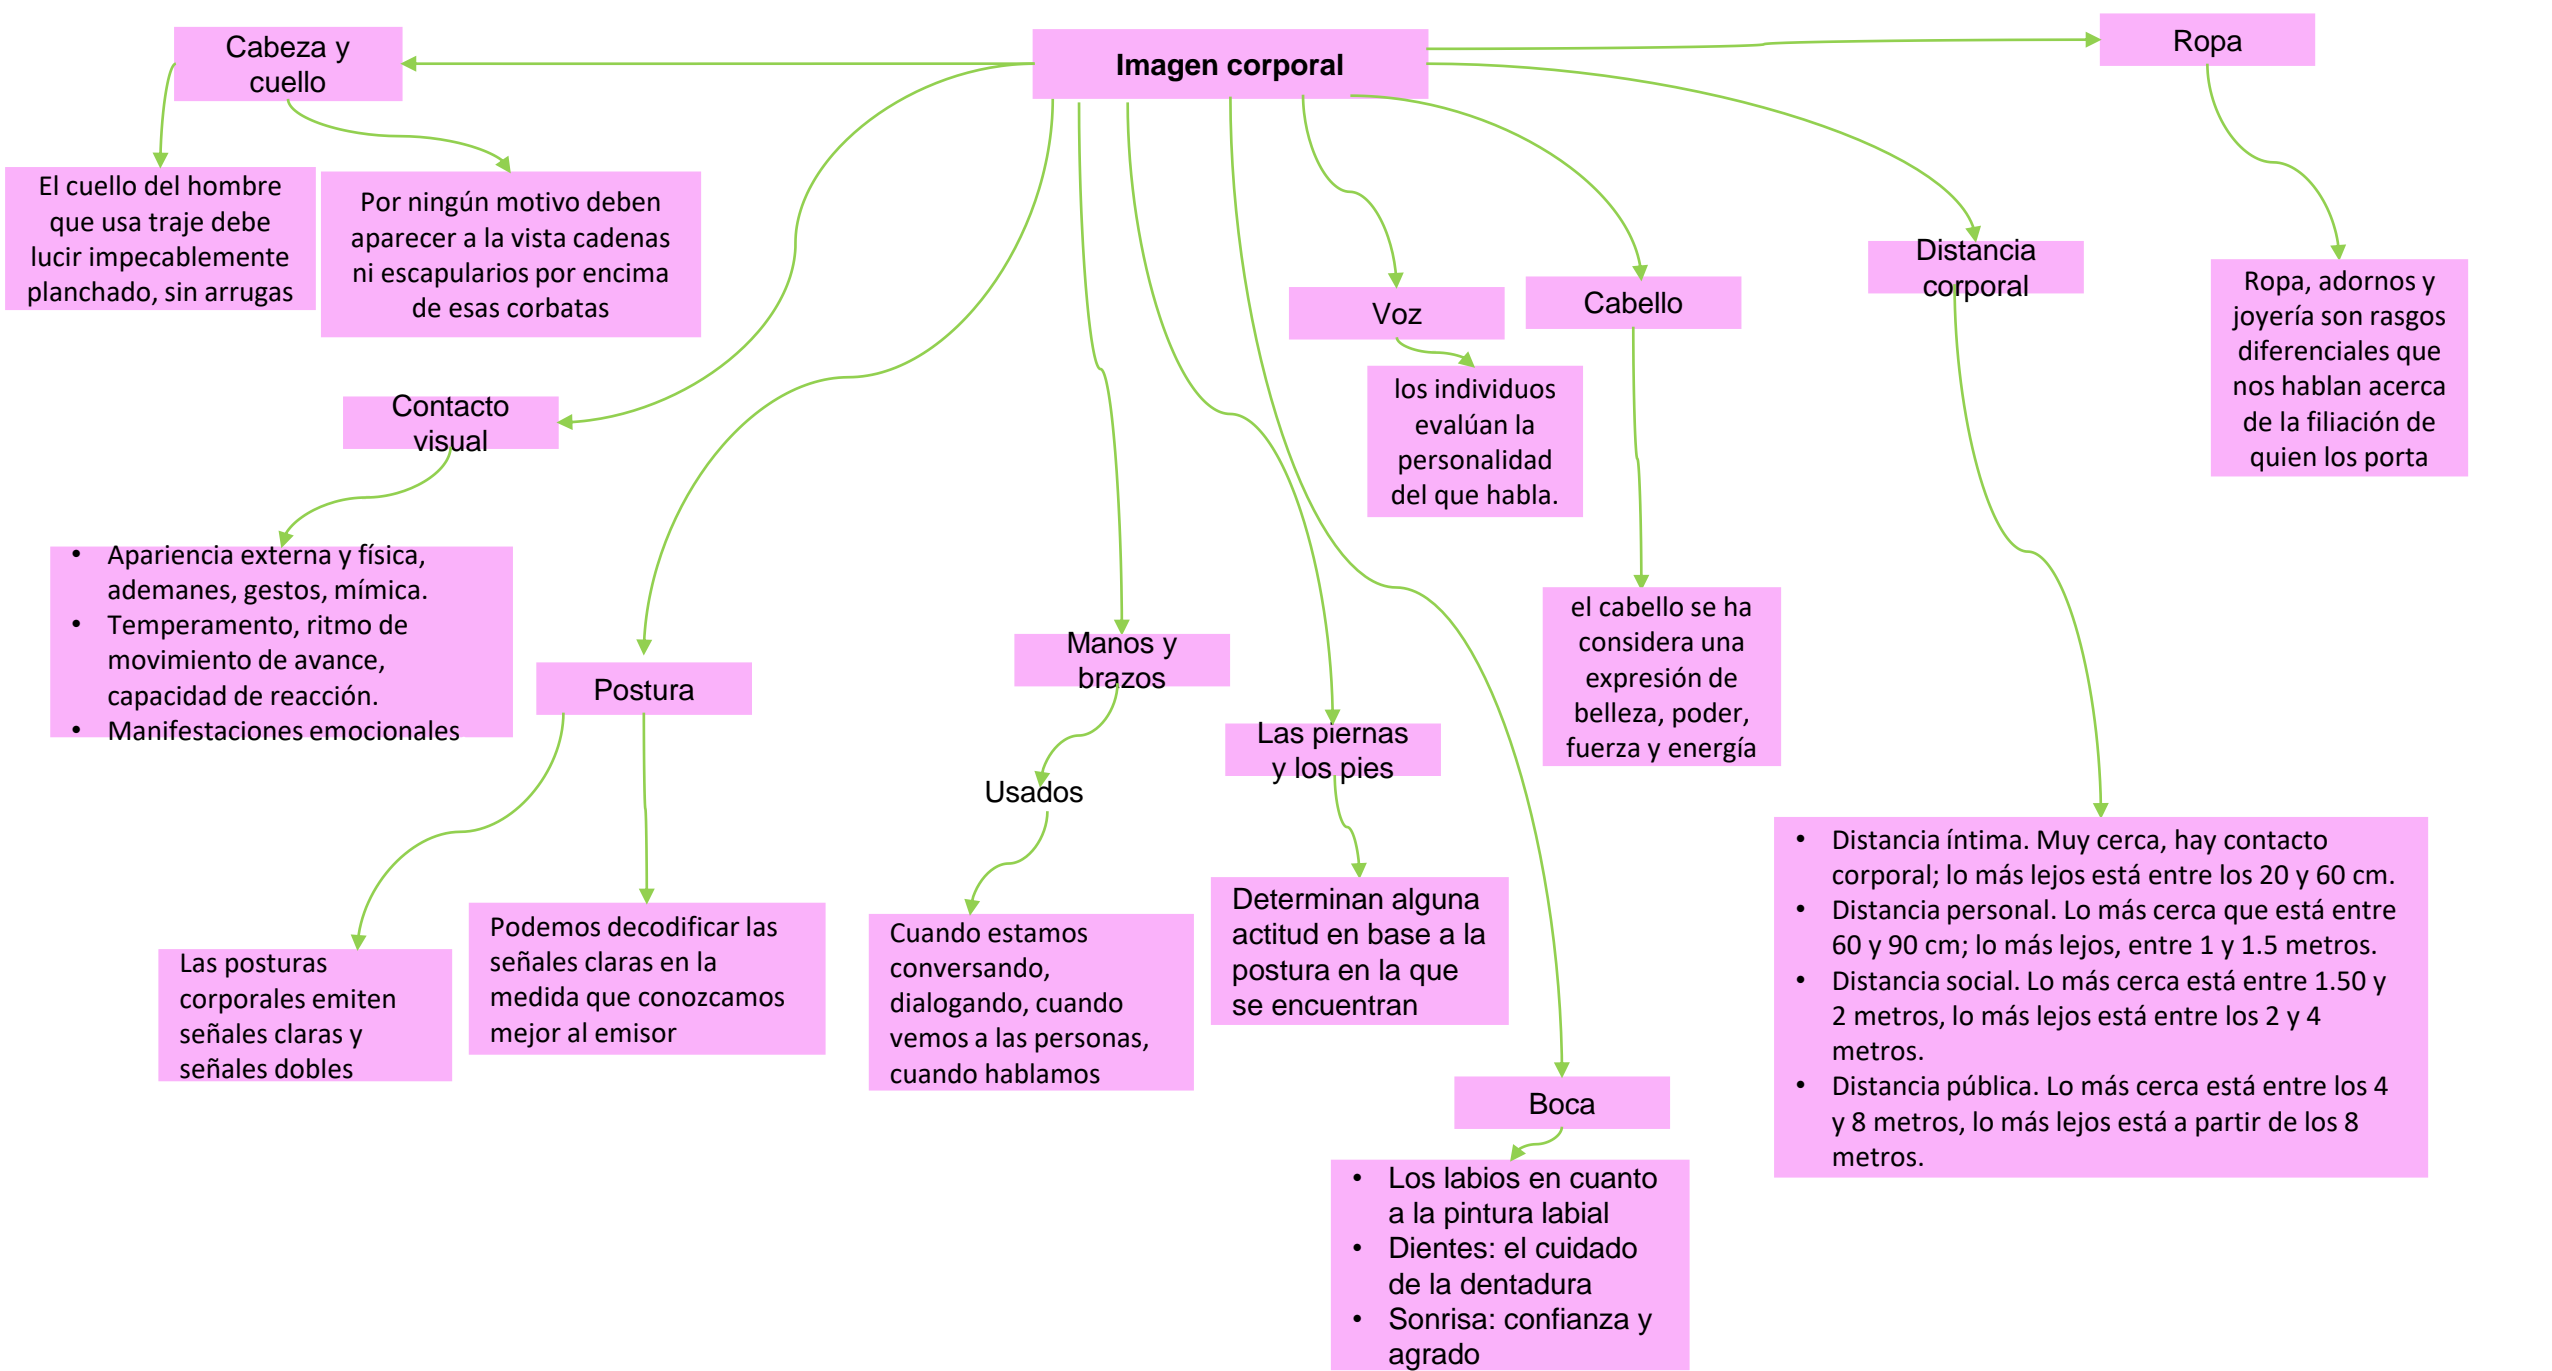 Imagen corporal
Cabeza y
cuello
El cuello del hombre
que usa traje debe
lucir impecablemente
planchado, sin arrugas
Por ningún motivo deben
aparecer a la vista cadenas
ni escapularios por encima
de esas corbatas
Contacto
visual
• Apariencia externa y física,
ademanes, gestos, mímica.
• Temperamento, ritmo de
movimiento de avance,
capacidad de reacción.
• Manifestaciones emocionales
Postura
Las posturas
corporales emiten
señales claras y
señales dobles
Podemos decodificar las
señales claras en la
medida que conozcamos
mejor al emisor
Manos y
brazos
Usados
Cuando estamos
conversando,
dialogando, cuando
vemos a las personas,
cuando hablamos
Las piernas
y los pies
Determinan alguna
actitud en base a la
postura en la que
se encuentran
Boca
• Los labios en cuanto
a la pintura labial
• Dientes: el cuidado
de la dentadura
• Sonrisa: confianza y
agrado
Voz
los individuos
evalúan la
personalidad
del que habla.
Cabello
el cabello se ha
considera una
expresión de
belleza, poder,
fuerza y energía
Distancia
corporal
• Distancia íntima. Muy cerca, hay contacto
corporal; lo más lejos está entre los 20 y 60 cm.
• Distancia personal. Lo más cerca que está entre
60 y 90 cm; lo más lejos, entre 1 y 1.5 metros.
• Distancia social. Lo más cerca está entre 1.50 y
2 metros, lo más lejos está entre los 2 y 4
metros.
• Distancia pública. Lo más cerca está entre los 4
y 8 metros, lo más lejos está a partir de los 8
metros.
Ropa
Ropa, adornos y
joyería son rasgos
diferenciales que
nos hablan acerca
de la filiación de
quien los porta